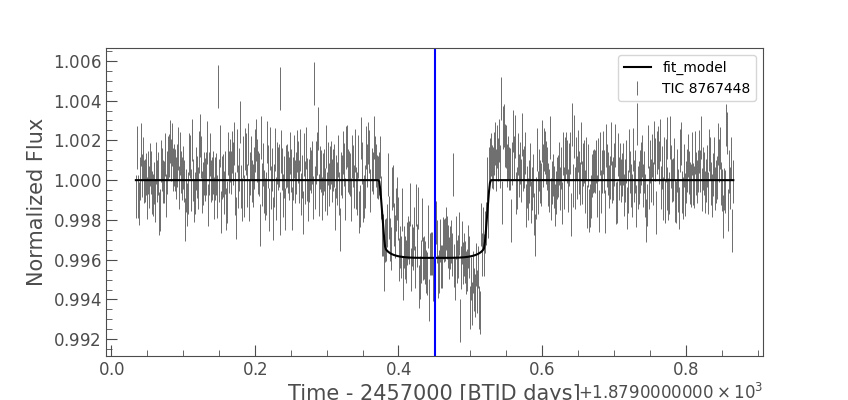 1.006
1.004
1.002
1.000
0.998
0.996
0.994
0.992
Normalized Flux
fit_model
TIC 8767448
0.0 0.2 0.4 0.6 0.8
Time - 2457000 [BTJD days]
+1.8790000000 × 10³